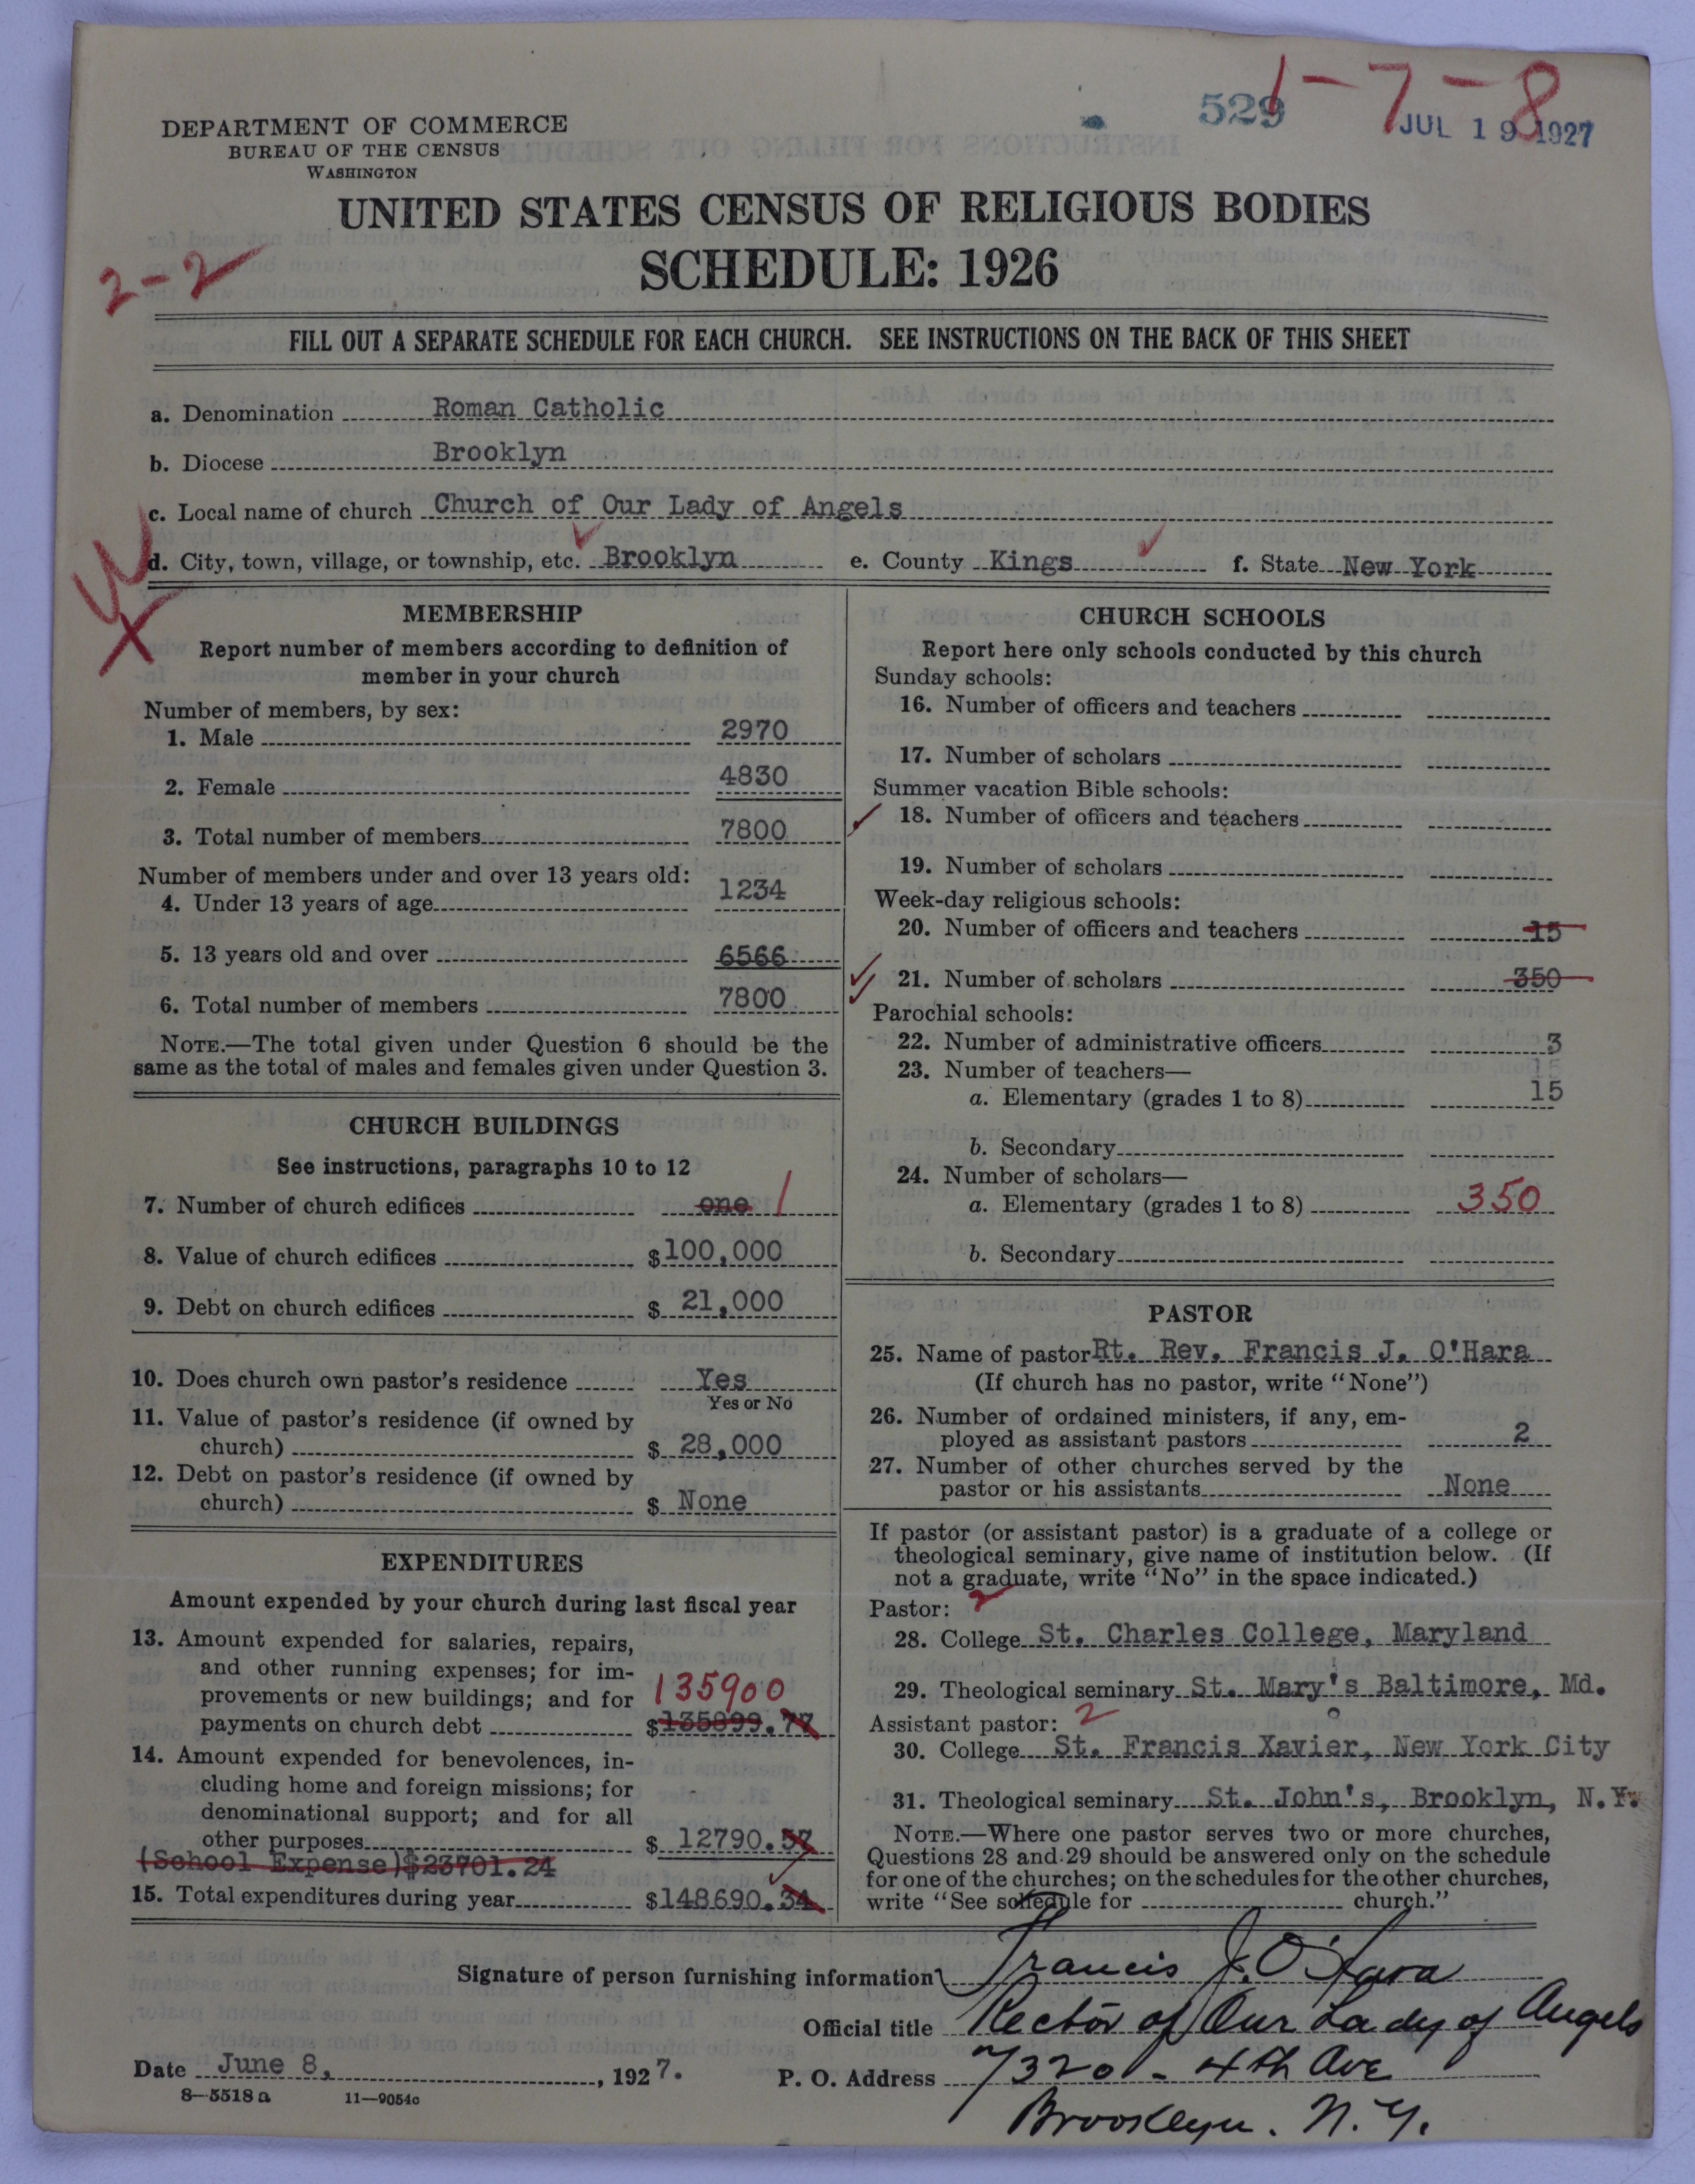 529 1-7-8
JUL 19 1927
DEPARTMENT OF COMMERCE
BUREAU OF THE CENSUS
WASHINGTON
UNITED STATES CENSUS OF RELIGIOUS BODIES
SCHEDULE: 1926
2-2
FILL OUT A SEPARATE SCHEDULE FOR EACH CHURCH. SEE INSTRUCTIONS ON THE BACK OF THIS SHEET
a. Denomination Roman Catholic
b. Diocese Brooklyn
c. Local name of church Church of Our Lady of Angels
d. City, town, village, or township, etc. Brooklyn e. County Kings f. State New York
MEMBERSHIP
Report number of members according to definition of
member in your church
Number of members, by sex:
1. Male 2970
2. Female 4830
3. Total number of members 7800
Number of members under and over 13 years old:
4. Under 13 years of age 1234
5. 13 years old and over 6566
6. Total number of members 7800
NOTE.—The total given under Question 6 should be the
same as the total of males and females given under Question 3.
CHURCH BUILDINGS
See instructions, paragraphs 10 to 12
7. Number of church edifices one 1
8. Value of church edifices $100,000
9. Debt on church edifices $ 21,000
10. Does church own pastor's residence Yes
Yes or No
11. Value of pastor's residence (if owned by
church) $ 28,000
12. Debt on pastor's residence (if owned by
church) $ None
EXPENDITURES
Amount expended by your church during last fiscal year
13. Amount expended for salaries, repairs,
and other running expenses; for im-
provements or new buildings; and for 135900
payments on church debt $135899.77
14. Amount expended for benevolences, in-
cluding home and foreign missions; for
denominational support; and for all
other purposes $ 12790.57
(School Expense)$23701.24
15. Total expenditures during year $148690.34
CHURCH SCHOOLS
Report here only schools conducted by this church
Sunday schools:
16. Number of officers and teachers
17. Number of scholars
Summer vacation Bible schools:
18. Number of officers and teachers
19. Number of scholars
Week-day religious schools:
20. Number of officers and teachers 15
21. Number of scholars 350
Parochial schools:
22. Number of administrative officers 3
23. Number of teachers—
a. Elementary (grades 1 to 8) 15
b. Secondary
24. Number of scholars—
a. Elementary (grades 1 to 8) 350
b. Secondary
PASTOR
25. Name of pastor Rt. Rev. Francis J. O'Hara
(If church has no pastor, write "None")
26. Number of ordained ministers, if any, em-
ployed as assistant pastors 2
27. Number of other churches served by the
pastor or his assistants None
If pastor (or assistant pastor) is a graduate of a college or
theological seminary, give name of institution below. (If
not a graduate, write "No" in the space indicated.)
Pastor: 2
28. College St. Charles College, Maryland
29. Theological seminary St. Mary's Baltimore, Md.
Assistant pastor: 2
30. College St. Francis Xavier, New York City
31. Theological seminary St. John's, Brooklyn, N.Y.
NOTE.—Where one pastor serves two or more churches,
Questions 28 and 29 should be answered only on the schedule
for one of the churches; on the schedules for the other churches,
write "See schedule for church."
Signature of person furnishing information Francis J. O'Hara
Official title Rector of Our Lady of Angels
Date June 8, 1927. P. O. Address 7320 - 4th Ave
8—5518a 11—9054c
Brooklyn. N.Y.